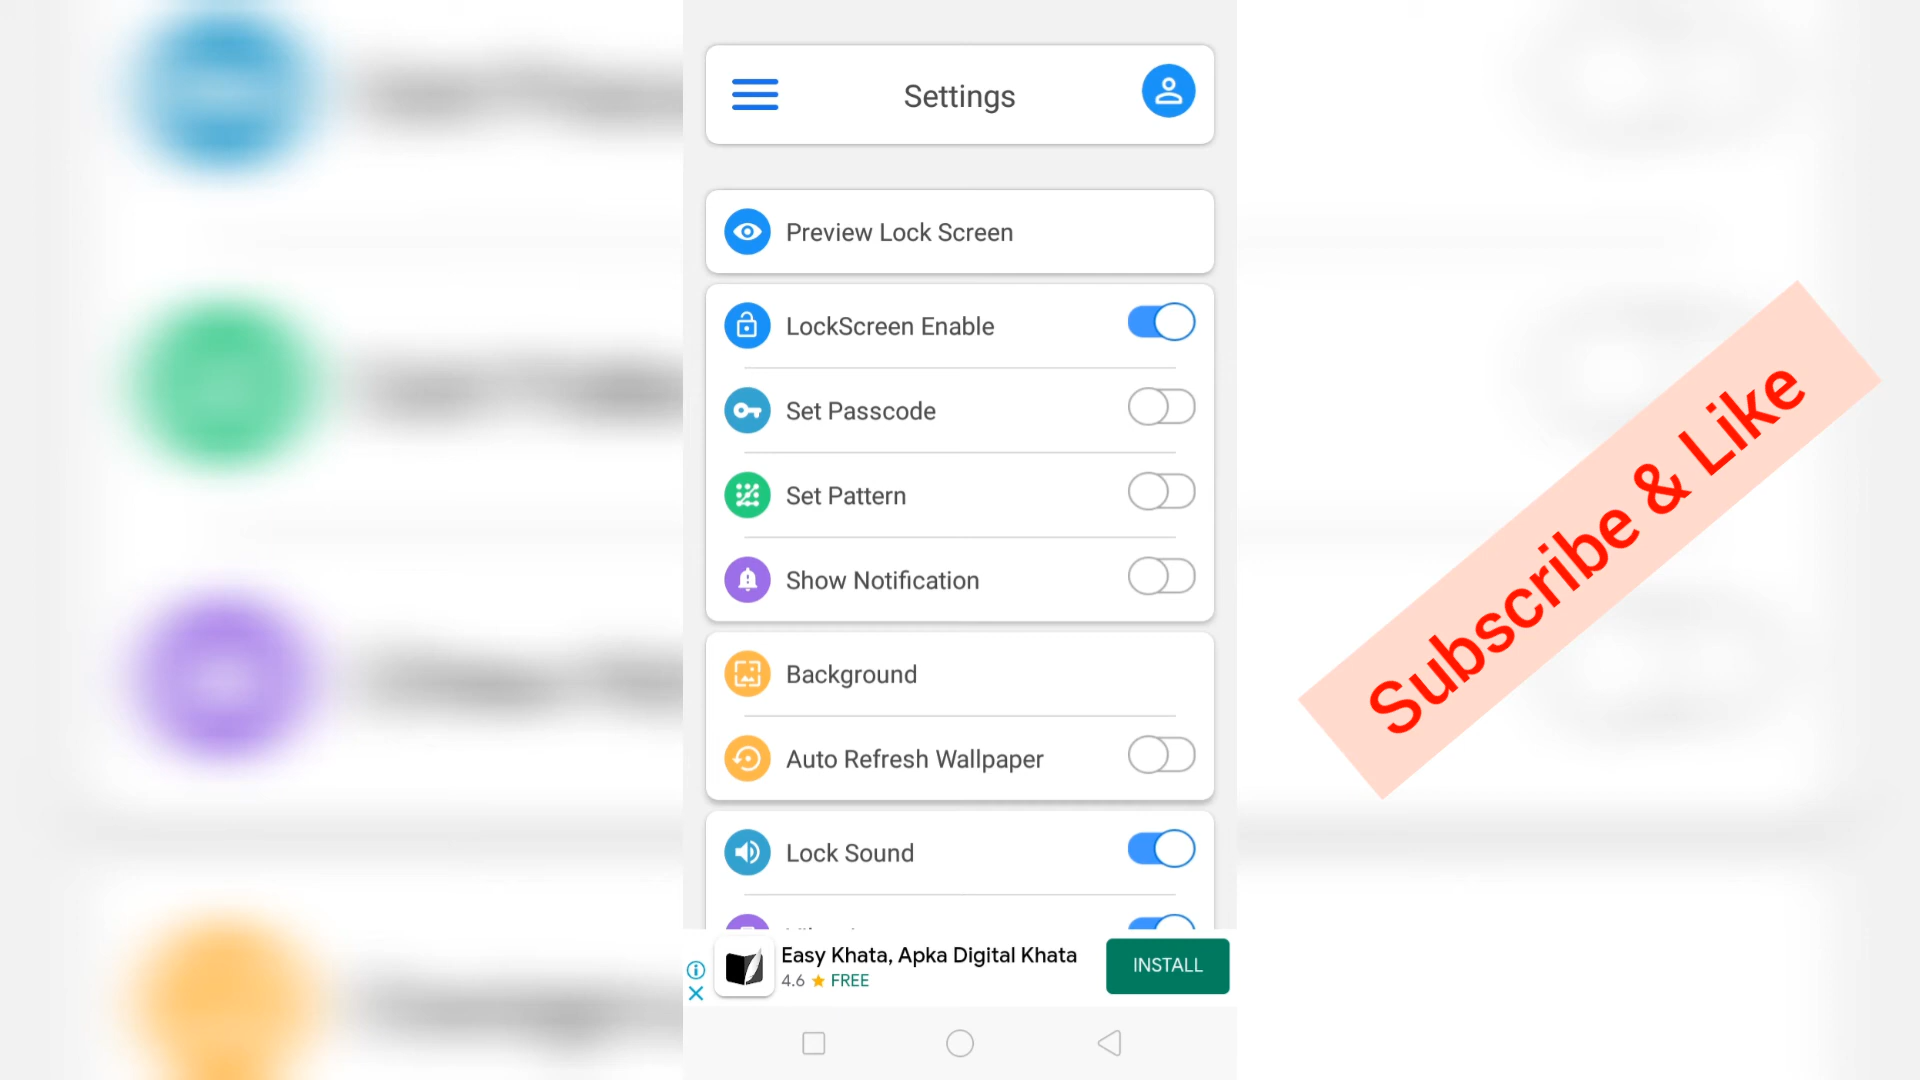 Settings
Preview Lock Screen
LockScreen Enable
Set Passcode
Set Pattern
Show Notification
Background
Auto Refresh Wallpaper
Lock Sound
Easy Khata, Apka Digital Khata
4.6 ★ FREE
INSTALL
Subscribe & Like